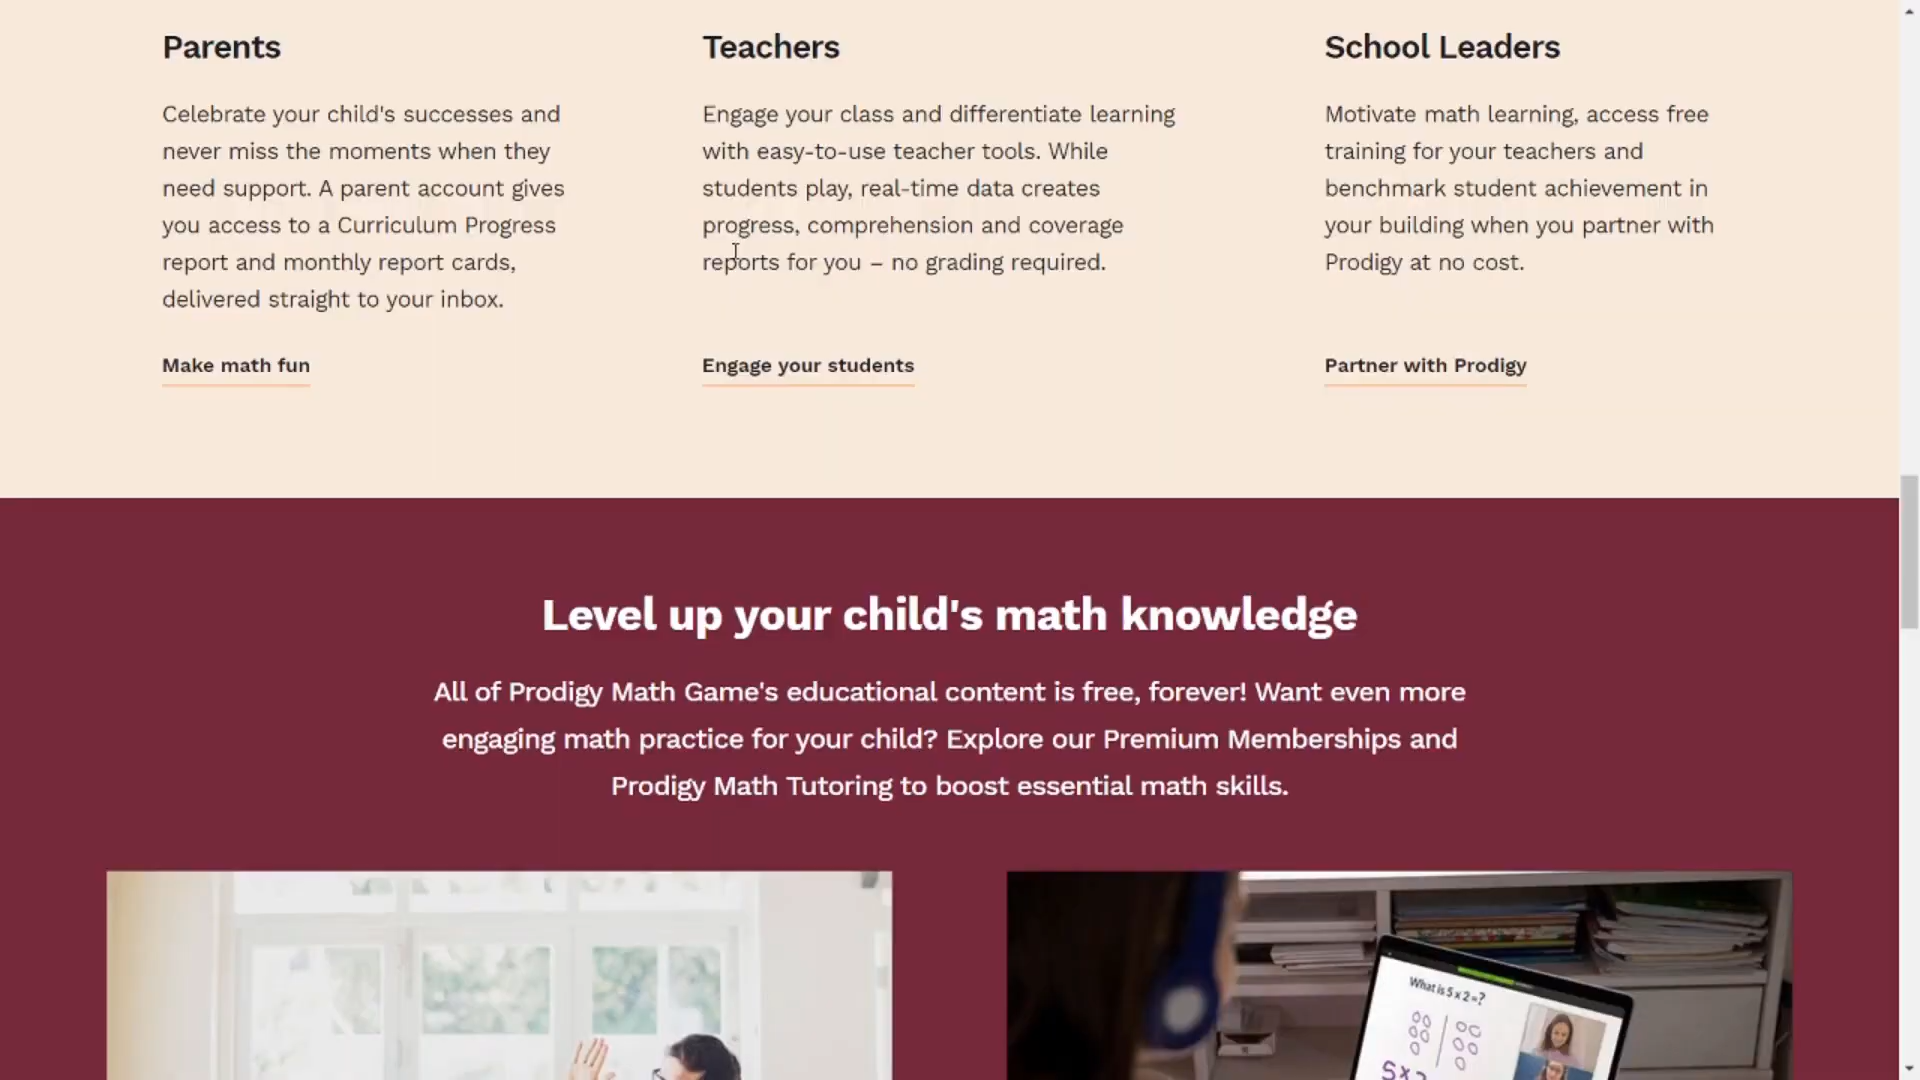 Parents
Celebrate your child's successes and
never miss the moments when they
need support. A parent account gives
you access to a Curriculum Progress
report and monthly report cards,
delivered straight to your inbox.
Make math fun
Teachers
Engage your class and differentiate learning
with easy-to-use teacher tools. While
students play, real-time data creates
progress, comprehension and coverage
reports for you – no grading required.
Engage your students
School Leaders
Motivate math learning, access free
training for your teachers and
benchmark student achievement in
your building when you partner with
Prodigy at no cost.
Partner with Prodigy
Level up your child's math knowledge
All of Prodigy Math Game's educational content is free, forever! Want even more
engaging math practice for your child? Explore our Premium Memberships and
Prodigy Math Tutoring to boost essential math skills.
What is 5 x 2 = ?